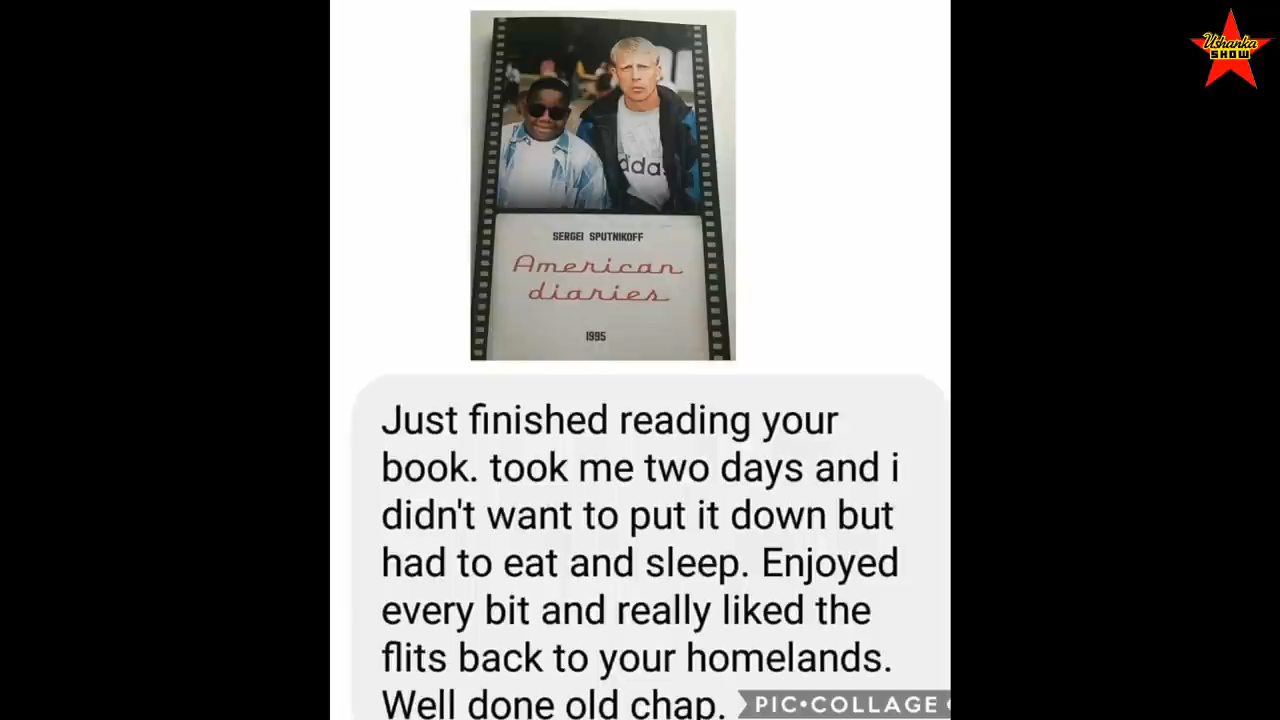 Ushanka
SHOW
adidas
SERGEI SPUTNIKOFF
American
diaries
1995
Just finished reading your
book. took me two days and i
didn't want to put it down but
had to eat and sleep. Enjoyed
every bit and really liked the
flits back to your homelands.
Well done old chap.
PIC•COLLAGE